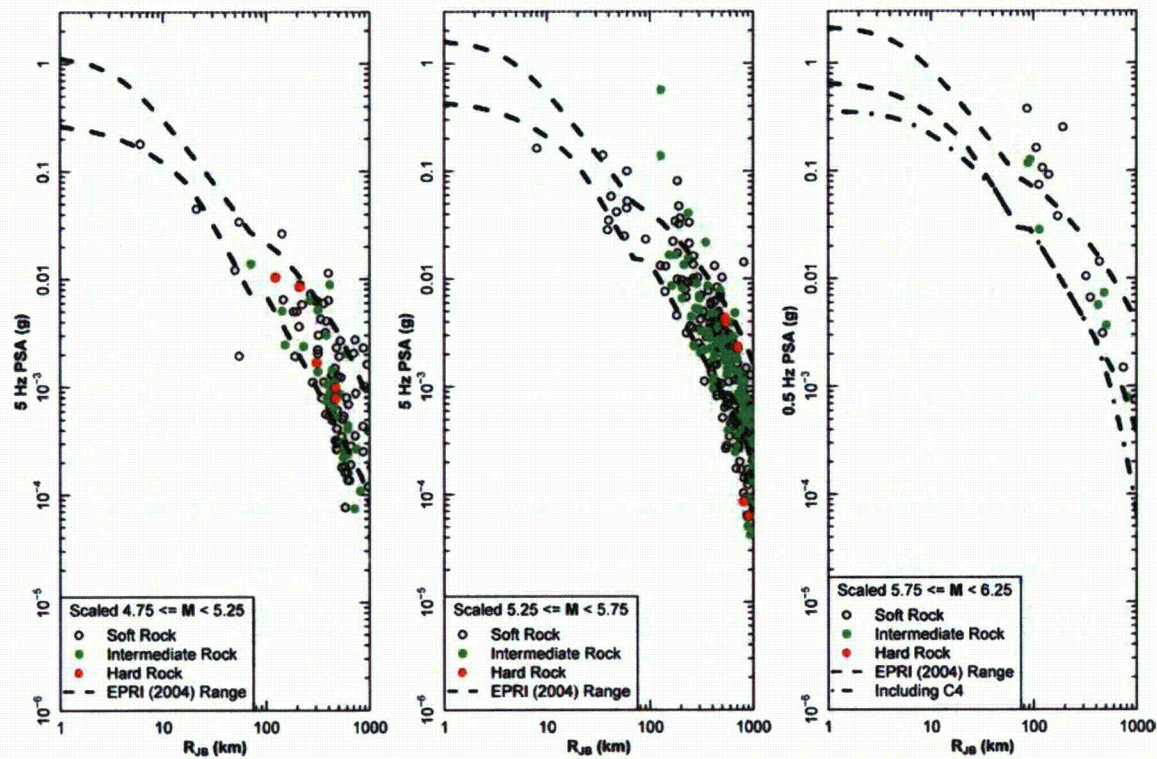 5 Hz PSA (g)
1
0.1
0.01
10⁻³
10⁻⁴
10⁻⁵
10⁻⁶
Scaled 4.75 <= M < 5.25
Soft Rock
Intermediate Rock
Hard Rock
EPRI (2004) Range
1 10 100 1000
R_JB (km)
5 Hz PSA (g)
1
0.1
0.01
10⁻³
10⁻⁴
10⁻⁵
10⁻⁶
Scaled 5.25 <= M < 5.75
Soft Rock
Intermediate Rock
Hard Rock
EPRI (2004) Range
1 10 100 1000
R_JB (km)
0.5 Hz PSA (g)
1
0.1
0.01
10⁻³
10⁻⁴
10⁻⁵
10⁻⁶
Scaled 5.75 <= M < 6.25
Soft Rock
Intermediate Rock
Hard Rock
EPRI (2004) Range
Including C4
1 10 100 1000
R_JB (km)